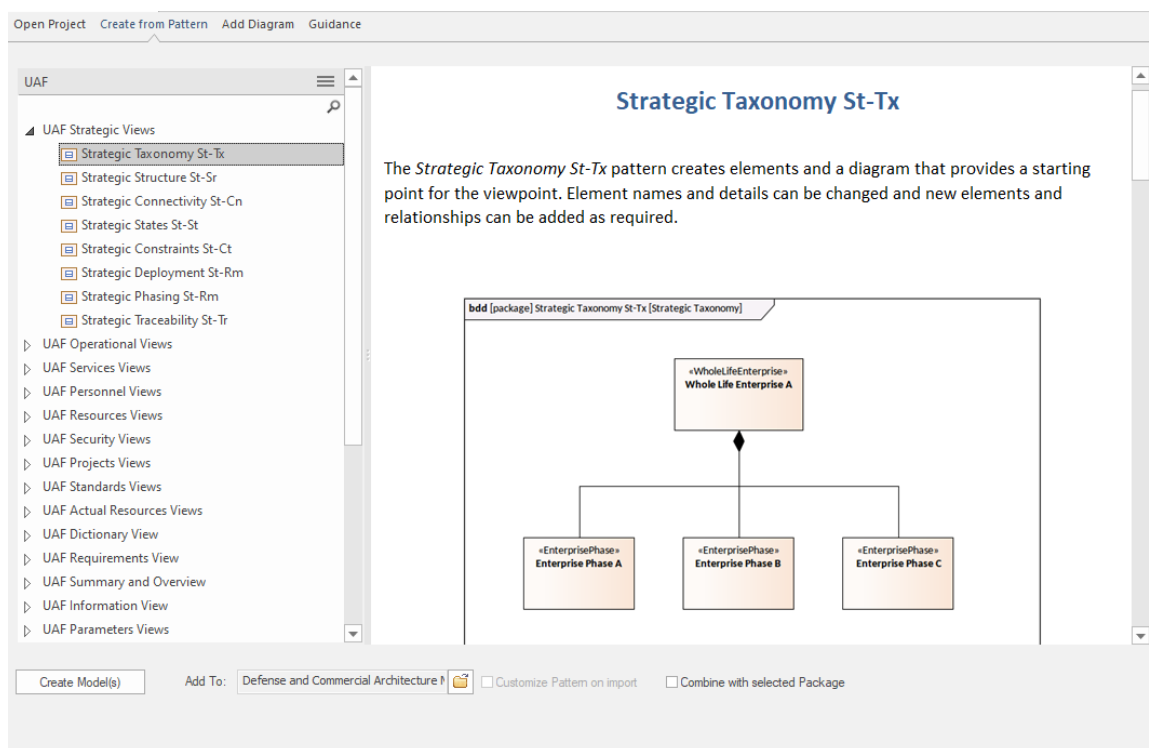 Open Project Create from Pattern Add Diagram Guidance
UAF
UAF Strategic Views
Strategic Taxonomy St-Tx
Strategic Structure St-Sr
Strategic Connectivity St-Cn
Strategic States St-St
Strategic Constraints St-Ct
Strategic Deployment St-Rm
Strategic Phasing St-Rm
Strategic Traceability St-Tr
UAF Operational Views
UAF Services Views
UAF Personnel Views
UAF Resources Views
UAF Security Views
UAF Projects Views
UAF Standards Views
UAF Actual Resources Views
UAF Dictionary View
UAF Requirements View
UAF Summary and Overview
UAF Information View
UAF Parameters Views
Strategic Taxonomy St-Tx
The Strategic Taxonomy St-Tx pattern creates elements and a diagram that provides a starting
point for the viewpoint. Element names and details can be changed and new elements and
relationships can be added as required.
bdd [package] Strategic Taxonomy St-Tx [Strategic Taxonomy]
«WholeLifeEnterprise»
Whole Life Enterprise A
«EnterprisePhase»
Enterprise Phase A
«EnterprisePhase»
Enterprise Phase B
«EnterprisePhase»
Enterprise Phase C
Create Model(s) Add To: Defense and Commercial Architecture Customize Pattern on import Combine with selected Package